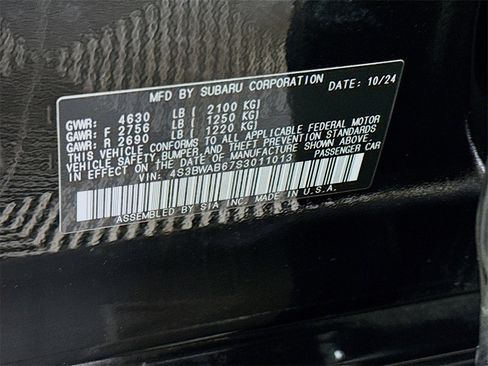 MFD BY SUBARU CORPORATION DATE: 10/24
GVWR: 4630 LB ( 2100 KG)
GAWR: F 2756 LB ( 1250 KG)
GAWR: R 2690 LB ( 1220 KG)
THIS VEHICLE CONFORMS TO ALL APPLICABLE FEDERAL MOTOR
VEHICLE SAFETY, BUMPER, AND THEFT PREVENTION STANDARDS
IN EFFECT ON THE DATE OF MANUFACTURE SHOWN ABOVE.
VIN: 4S3BWAB67S3011013 PASSENGER CAR
ASSEMBLED BY SIA INC. MADE IN U.S.A.